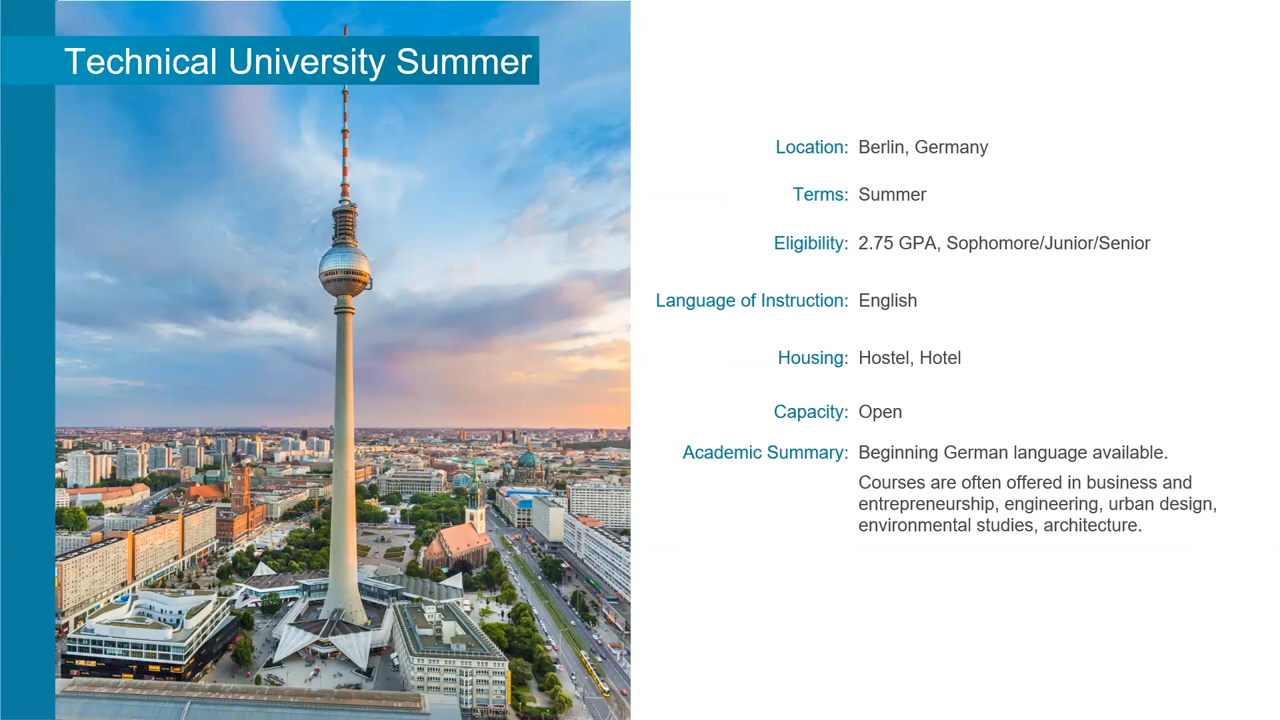 Technical University Summer
Location: Berlin, Germany
Terms: Summer
Eligibility: 2.75 GPA, Sophomore/Junior/Senior
Language of Instruction: English
Housing: Hostel, Hotel
Capacity: Open
Academic Summary: Beginning German language available.
Courses are often offered in business and
entrepreneurship, engineering, urban design,
environmental studies, architecture.